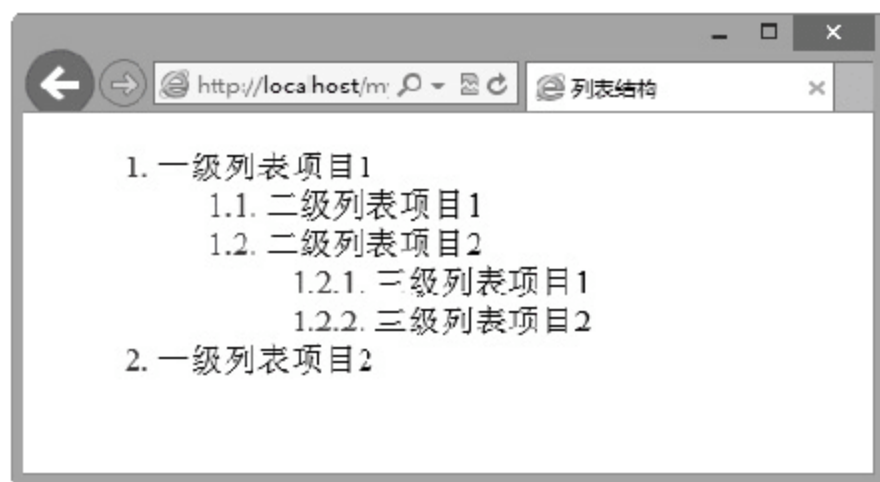 http://localhost/m
列表结构
1. 一级列表项目1
1.1. 二级列表项目1
1.2. 二级列表项目2
1.2.1. 三级列表项目1
1.2.2. 三级列表项目2
2. 一级列表项目2